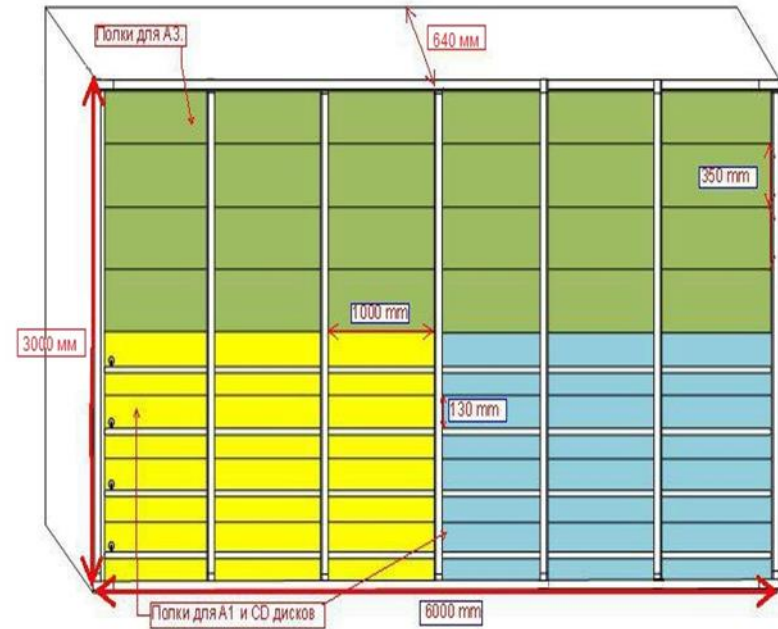 Полки для А3.
640 мм
350 mm
1000 mm
3000 мм
130 mm
Полки для А1 и CD дисков
6000 mm